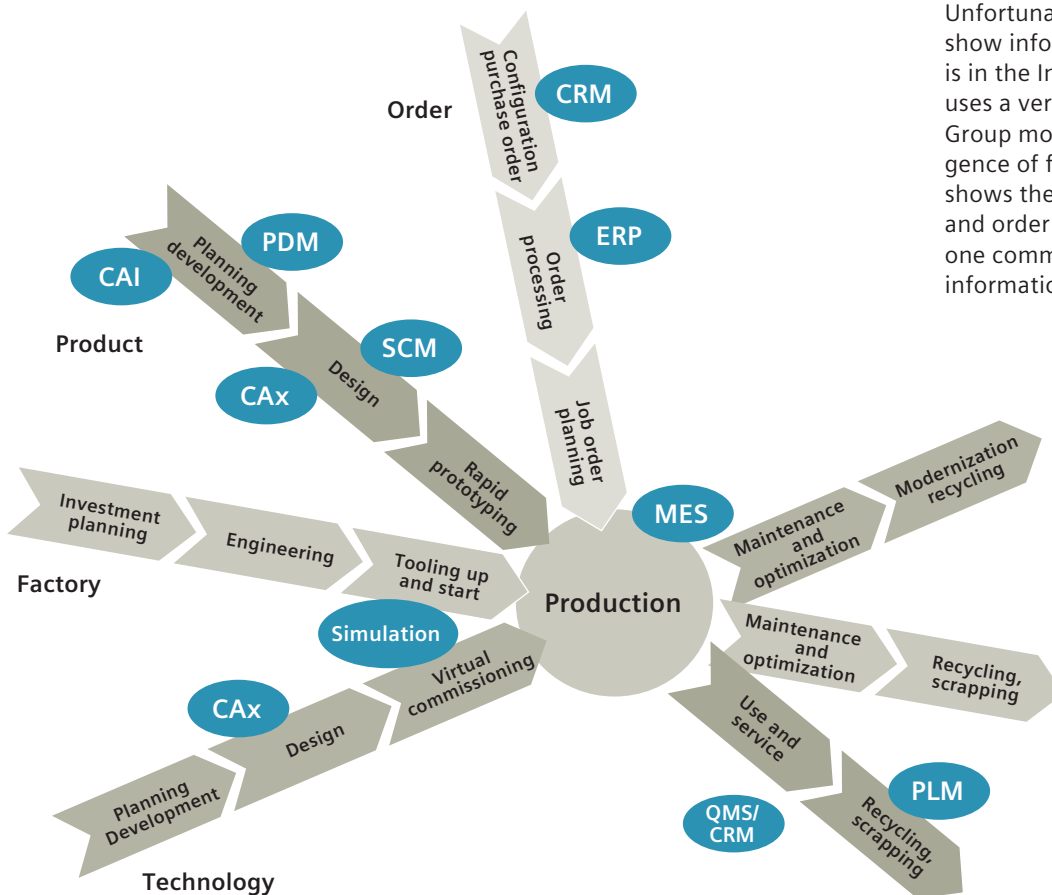 Unfortuna
show info
is in the In
uses a ver
Group mo
gence of f
shows the
and order
one comm
informatio
Order
Configuration
purchase order
CRM
Order
processing
ERP
Job order
planning
Product
Planning
development
PDM
CAI
Design
SCM
CAx
Rapid
prototyping
Factory
Investment
planning
Engineering
Tooling up
and start
Technology
Planning
Development
Design
CAx
Virtual
commissioning
Simulation
Production
MES
Maintenance
and
optimization
Modernization
recycling
Maintenance
and
optimization
Recycling,
scrapping
Use and
service
QMS/
CRM
Recycling,
scrapping
PLM